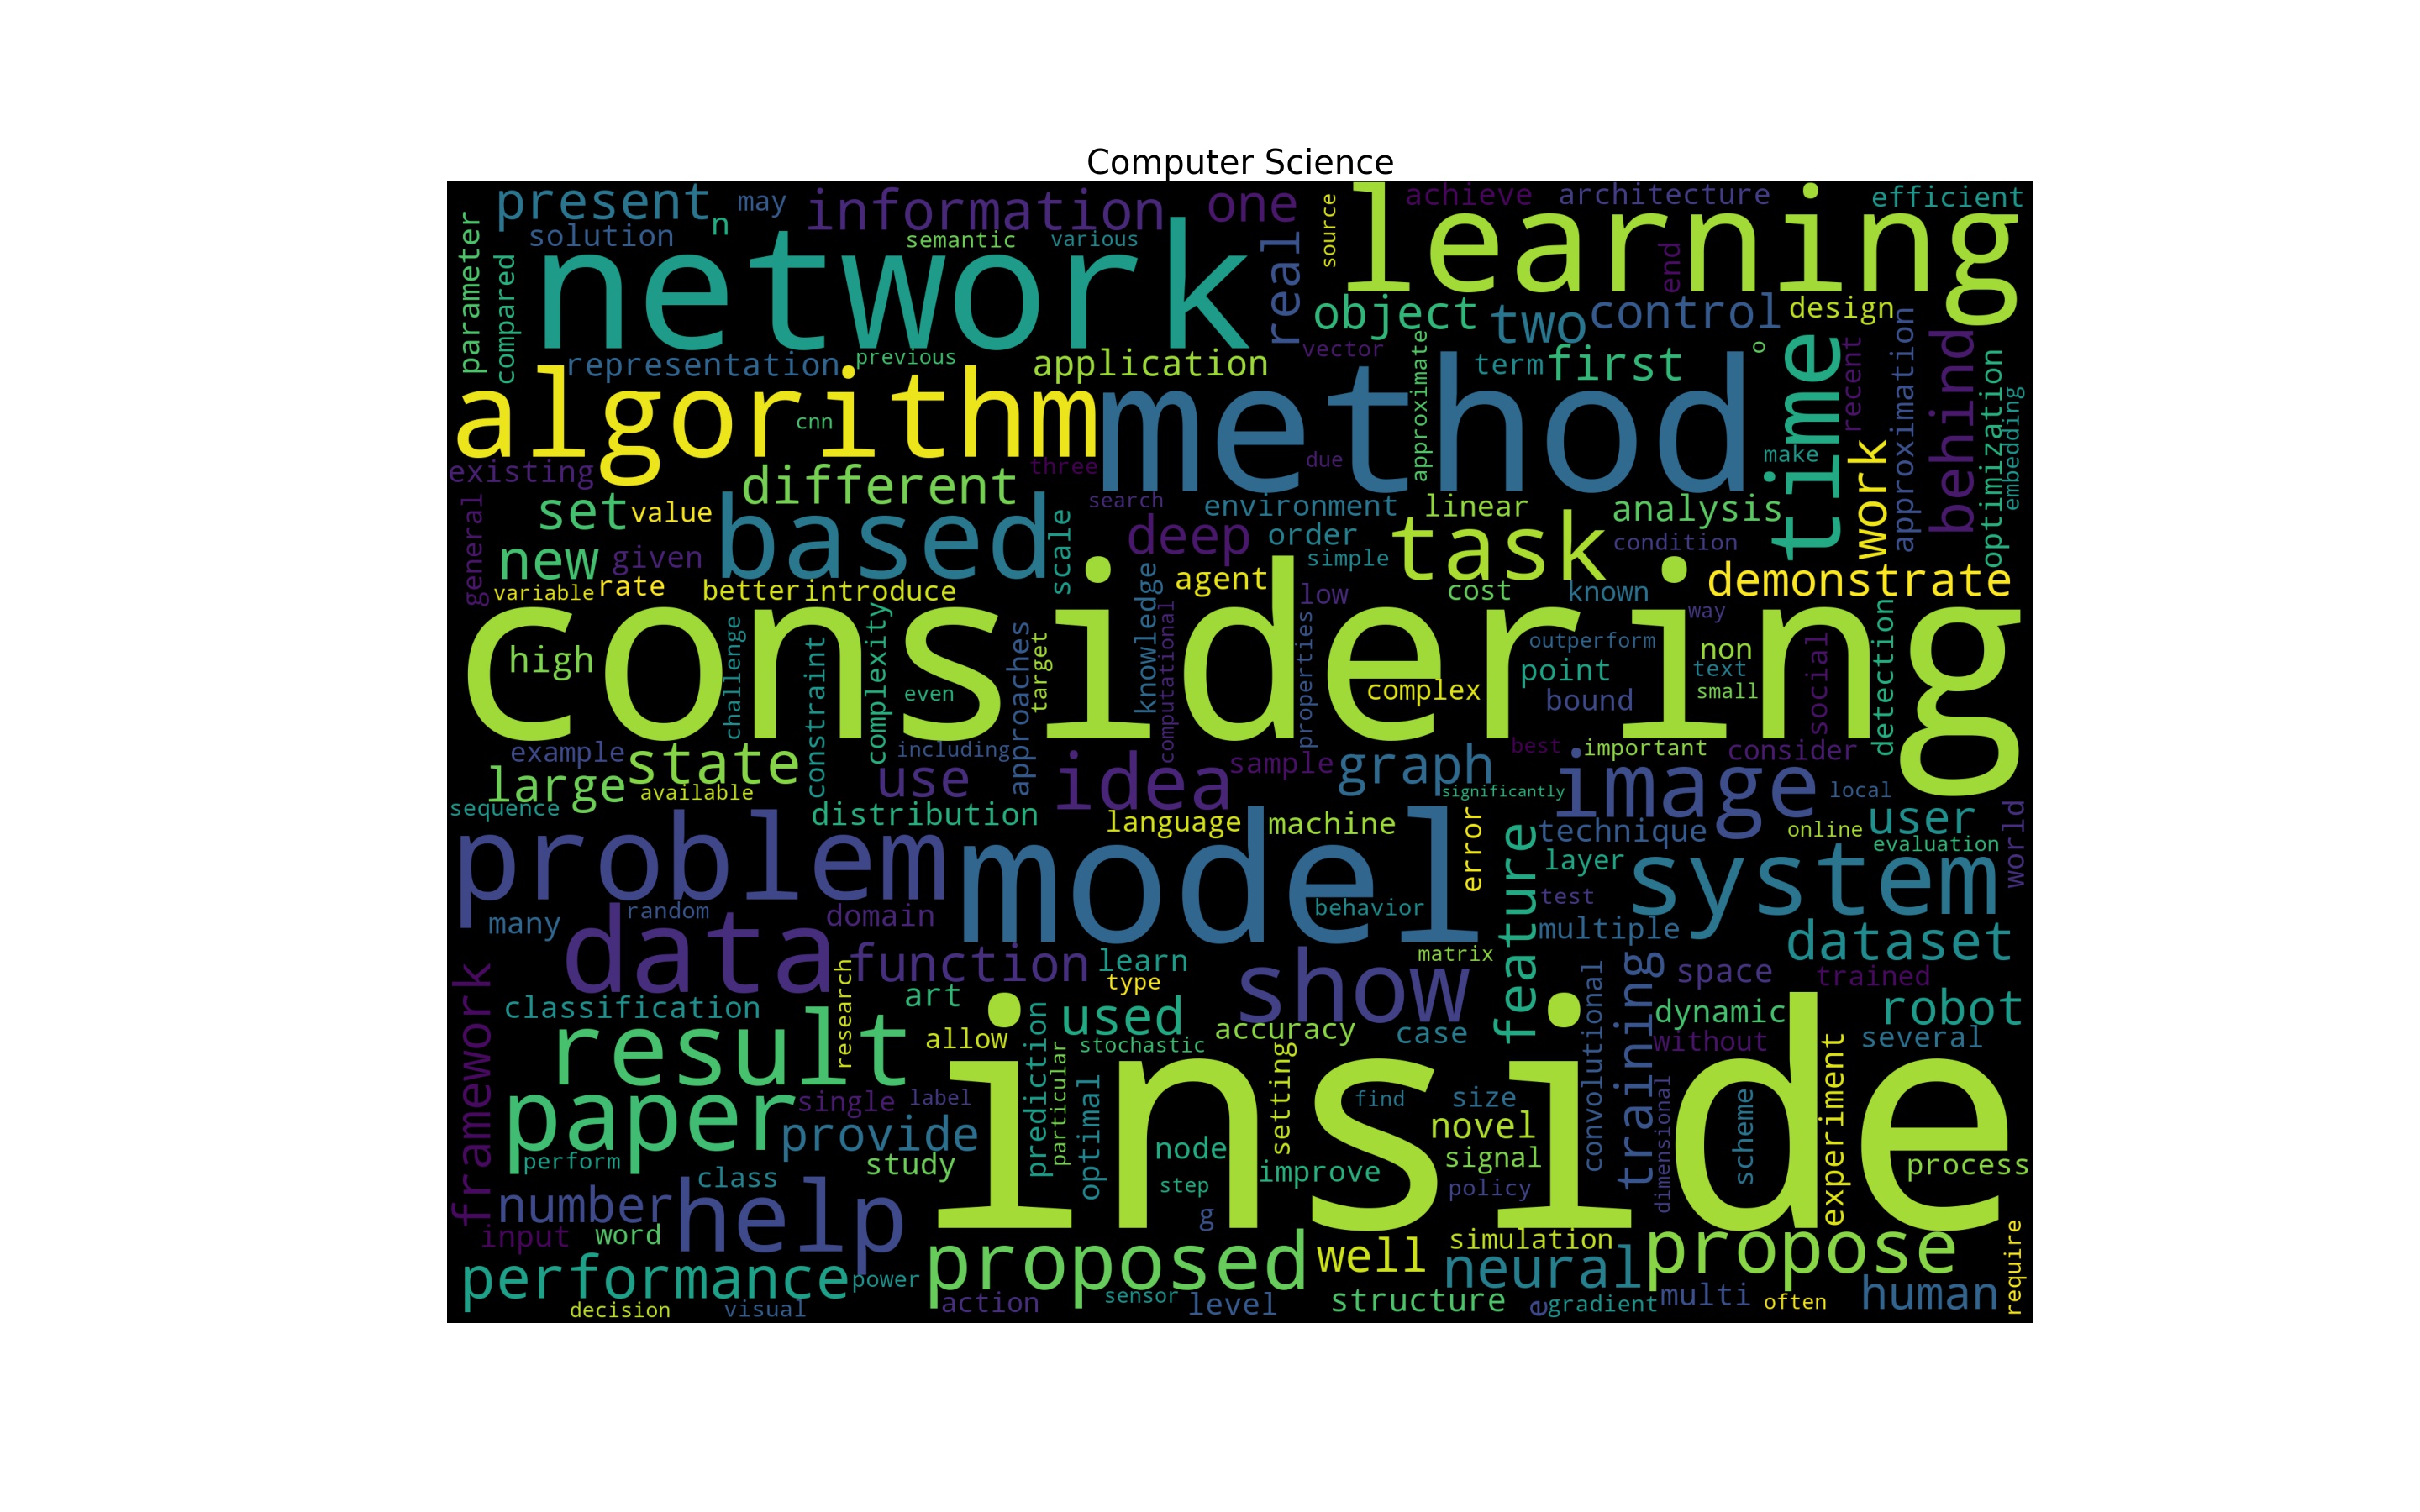 Computer Science
present
n
may
information
one
source
achieve
architecture
efficient
parameter
solution
semantic
various
real
learning
end
compared
network
object
two
control
design
representation
previous
application
vector
approximate
term
first
o
time
recent
approximation
behind
optimization
embedding
algorithm
cnn
method
work
make
existing
three
due
different
search
general
set
value
based
scale
environment
linear
analysis
deep
order
task
condition
new
given
simple
demonstrate
variable
rate
better
introduce
knowledge
agent
low
cost
known
way
considering
high
challenge
constraint
complexity
even
approaches
target
computational
properties
outperform
complex
point
bound
non
text
small
social
detection
example
state
including
best
important
consider
large
available
use
idea
sample
graph
significantly
image
local
sequence
distribution
language
machine
error
feature
technique
online
user
evaluation
world
problem
model
layer
system
many
random
domain
behavior
test
multiple
data
function
learn
matrix
dataset
framework
research
type
show
space
trained
classification
art
used
accuracy
case
convolutional
training
dynamic
robot
without
several
result
allow
prediction
stochastic
particular
optimal
inside
setting
find
size
dimensional
scheme
experiment
paper
single
label
provide
node
novel
signal
process
perform
study
class
step
improve
policy
number
help
g
input
word
proposed
well
simulation
neural
propose
require
performance
power
decision
visual
action
sensor
level
structure
e
gradient
multi
often
human